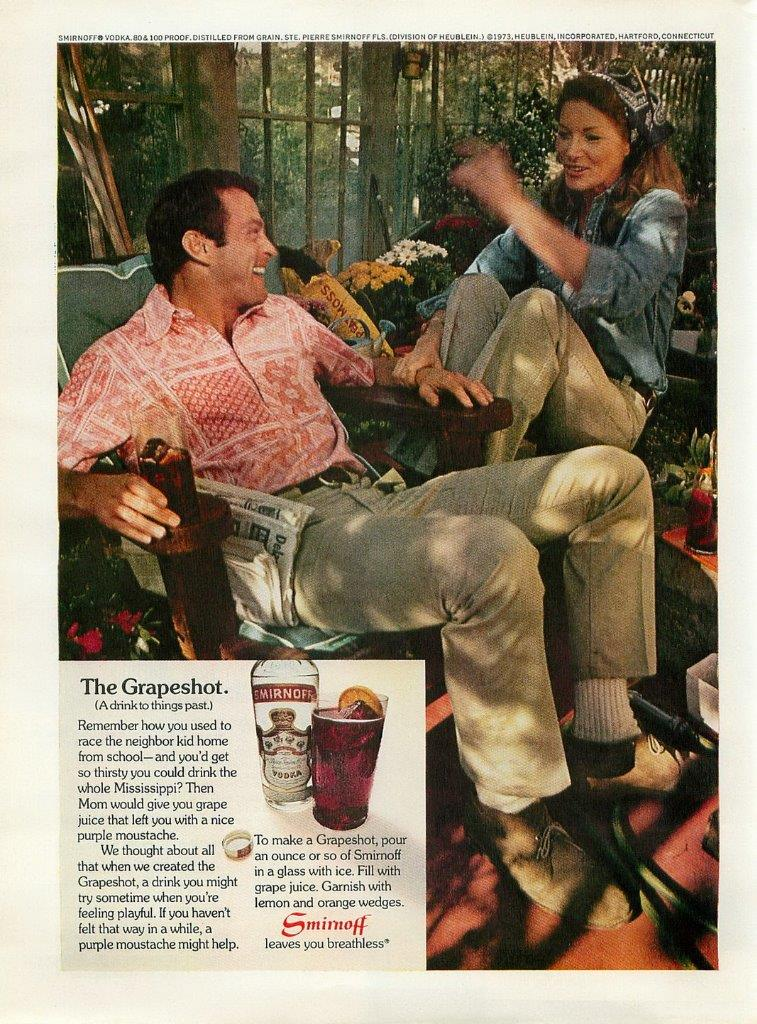 SMIRNOFF® VODKA. 80 & 100 PROOF. DISTILLED FROM GRAIN. STE. PIERRE SMIRNOFF FLS. (DIVISION OF HEUBLEIN.) ©1973, HEUBLEIN, INCORPORATED, HARTFORD, CONNECTICUT
MOSS
The Grapeshot.
(A drink to things past.)
Remember how you used to
race the neighbor kid home
from school—and you'd get
so thirsty you could drink the
whole Mississippi? Then
Mom would give you grape
juice that left you with a nice
purple moustache.
We thought about all
that when we created the
Grapeshot, a drink you might
try sometime when you're
feeling playful. If you haven't
felt that way in a while, a
purple moustache might help.
SMIRNOFF
VODKA
To make a Grapeshot, pour
an ounce or so of Smirnoff
in a glass with ice. Fill with
grape juice. Garnish with
lemon and orange wedges.
Smirnoff
leaves you breathless®